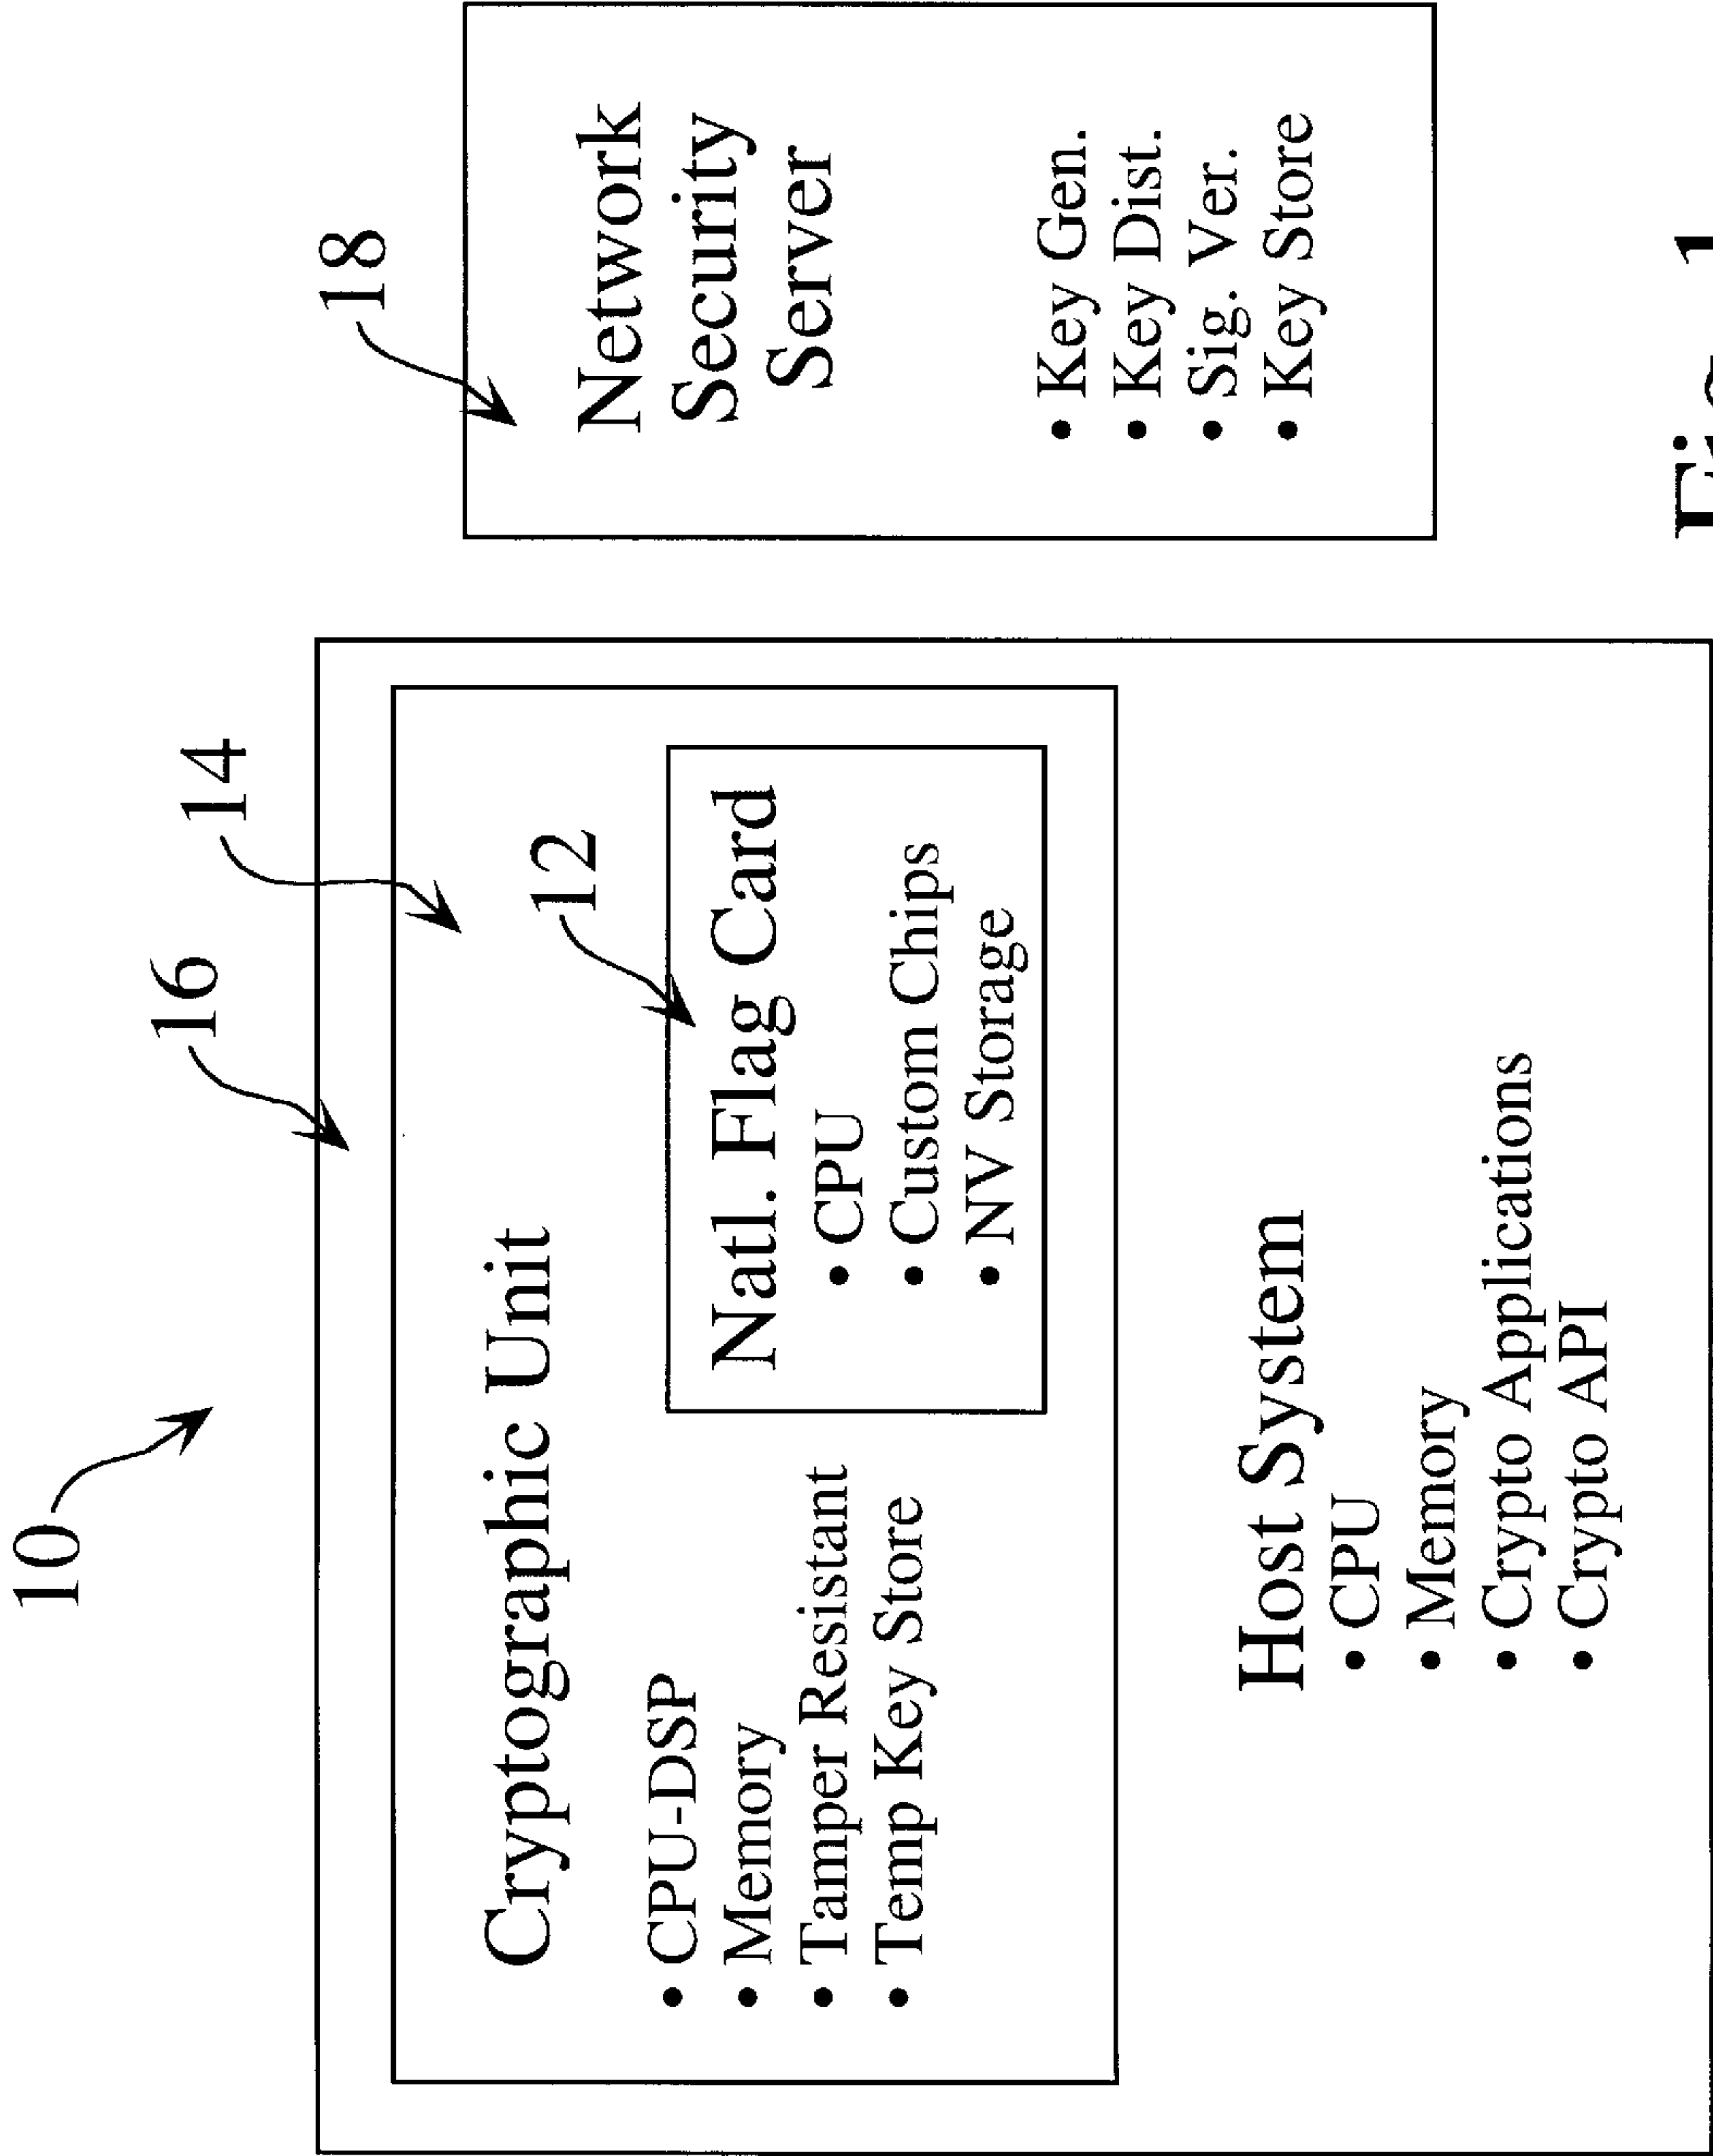 10
16
14
18
Cryptographic Unit
• CPU-DSP
• Memory
• Tamper Resistant
• Temp Key Store
12
Natl. Flag Card
• CPU
• Custom Chips
• NV Storage
Host System
• CPU
• Memory
• Crypto Applications
• Crypto API
Network
Security
Server
• Key Gen.
• Key Dist.
• Sig. Ver.
• Key Store